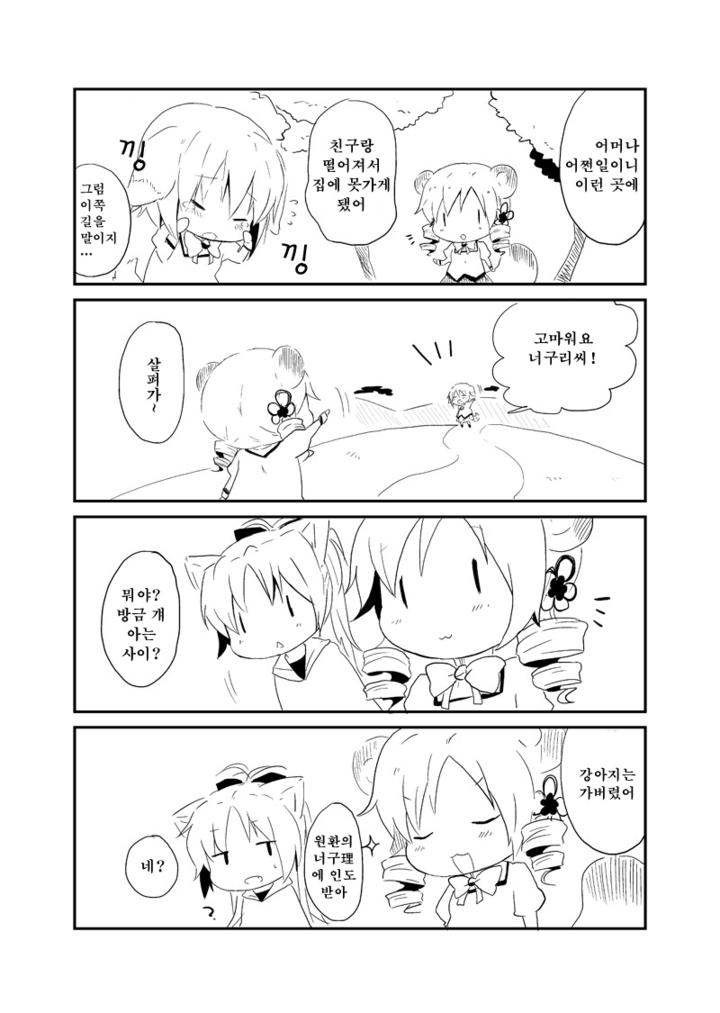 어머나
어쩐일이니
이런 곳에
친구랑
떨어져서
집에 못가게
됐어
낑
낑
그럼
이쪽
길을
말이지
...
고마워요
너구리씨!
살펴가~
뭐야?
방금 걔
아는
사이?
강아지는
가버렸어
원환의
너구理
에 인도
받아
네?
?